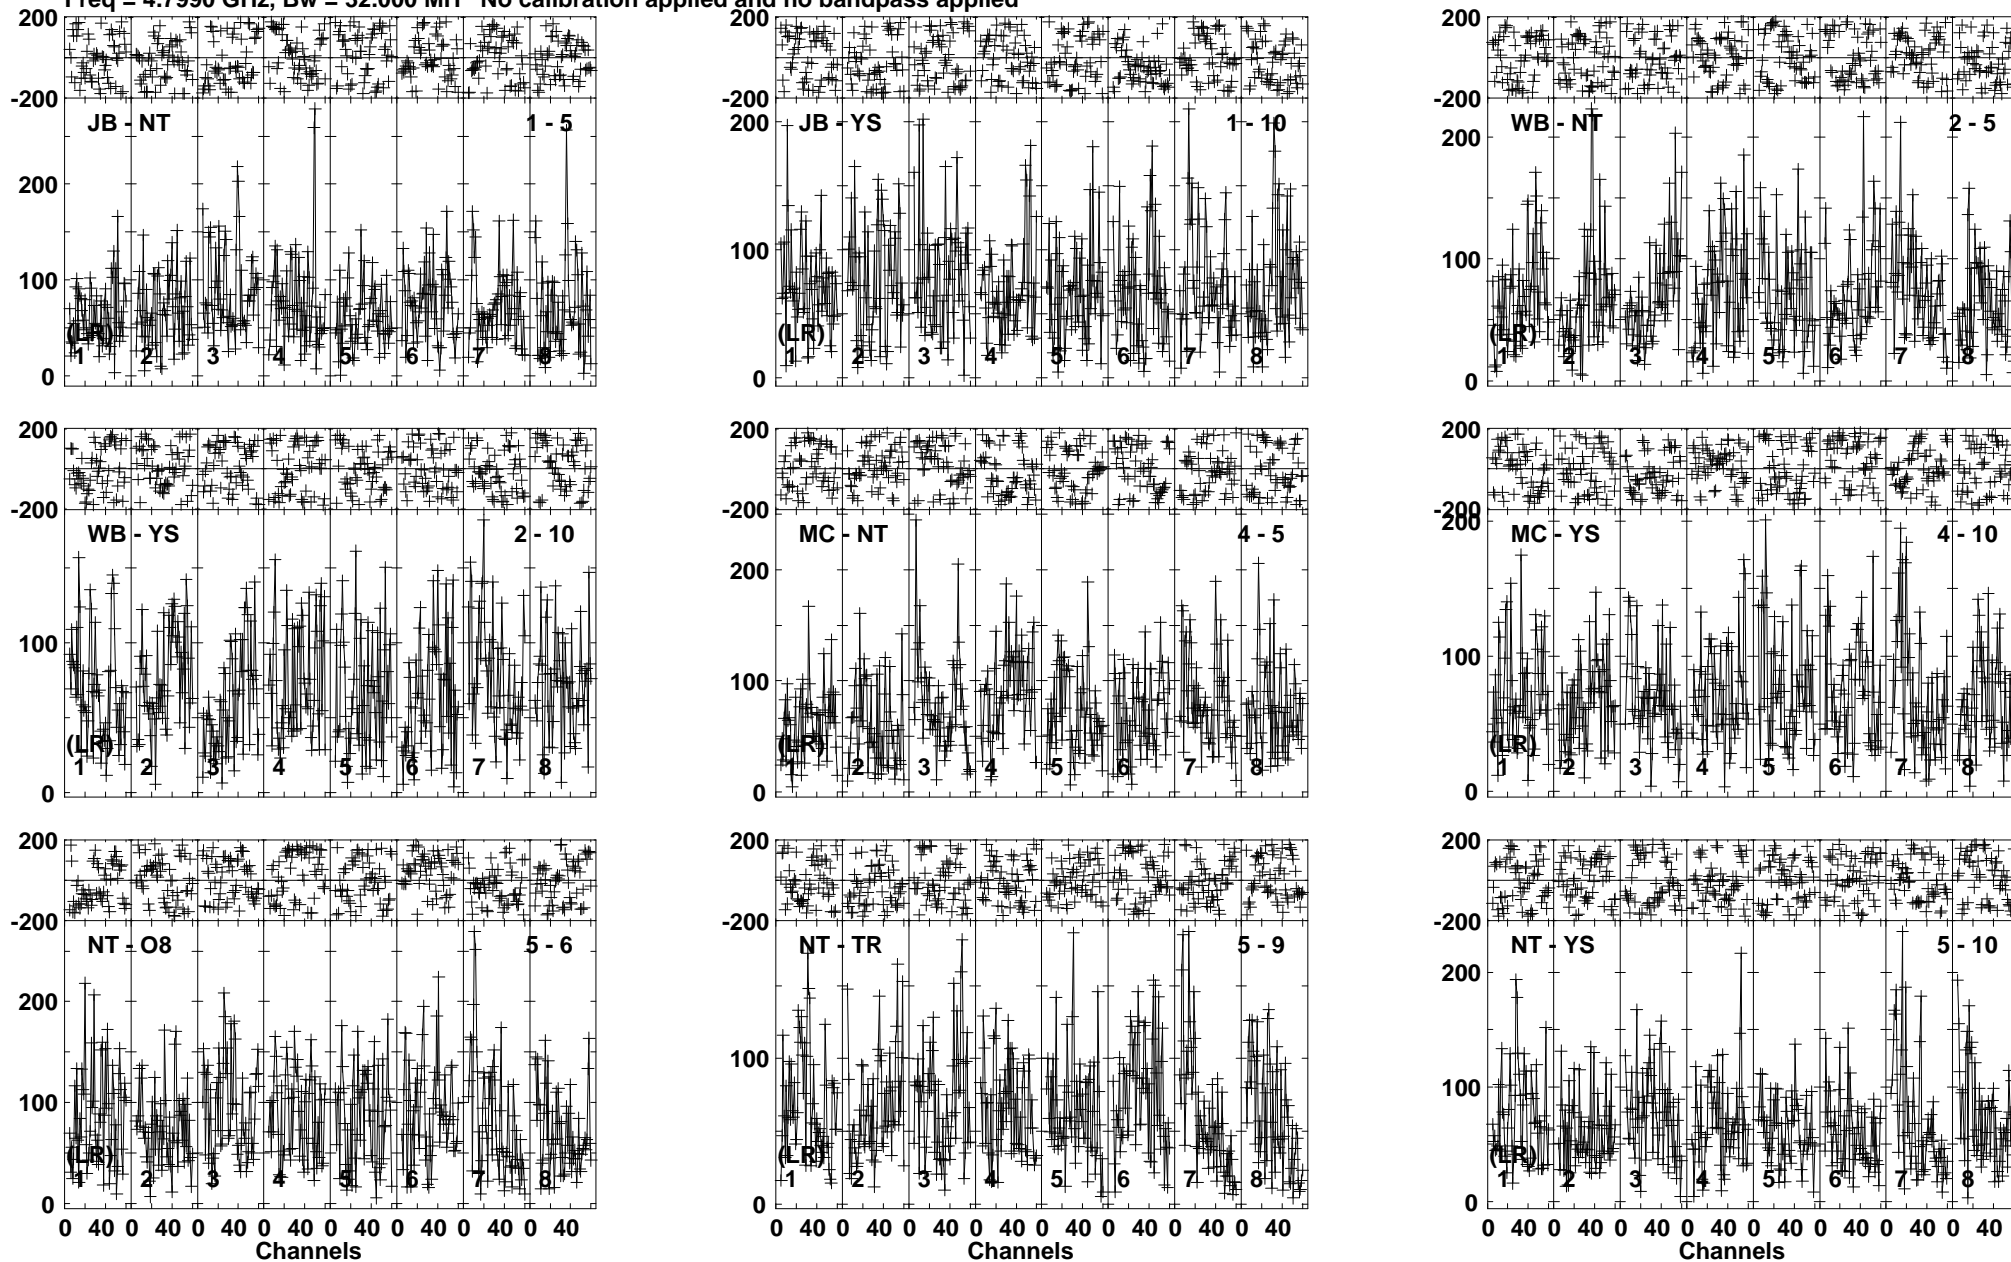 Freq = 4.7990 GHz, Bw = 32.000 MH No calibration applied and no bandpass applied
200 200 200
-200 -200 -200
JB - NT 1 - 5 JB - YS 1 - 10 WB - NT 2 - 5
200 200 200
100 100 100
(LR) (LR) (LR)
1 2 3 4 5 6 7 8 1 2 3 4 5 6 7 8 1 2 3 4 5 6 7 8
0 0 0
200 200 200
-200 -200 -200
WB - YS 2 - 10 MC - NT 4 - 5 MC - YS 4 - 10
200 200
100 100 100
(LR) (LR) (LR)
1 2 3 4 5 6 7 8 1 2 3 4 5 6 7 8 1 2 3 4 5 6 7 8
0 0 0
200 200 200
-200 -200 -200
NT - O8 5 - 6 NT - TR 5 - 9 NT - YS 5 - 10
200 200
100 100 100
(LR) (LR) (LR)
1 2 3 4 5 6 7 8 1 2 3 4 5 6 7 8 1 2 3 4 5 6 7 8
0 0 0
0 40 0 40 0 40 0 40 0 40 0 40 0 40 0 40 0 40 0 40 0 40 0 40 0 40 0 40 0 40 0 40 0 40 0 40 0 40 0 40 0 40 0 40 0 40 0 40
Channels Channels Channels